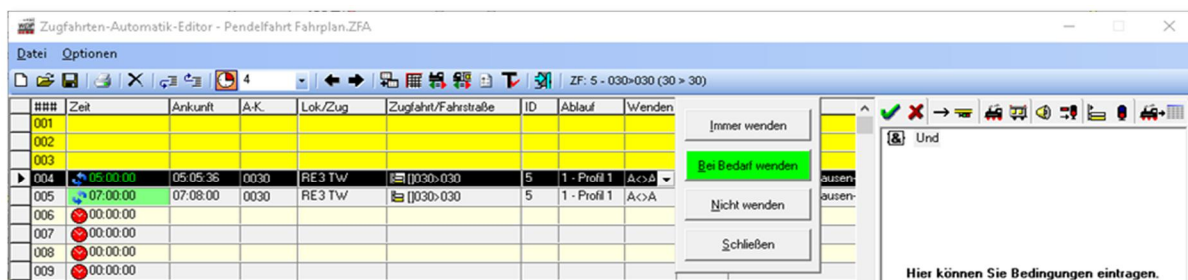 Zugfahrten-Automatik-Editor - Pendelfahrt Fahrplan.ZFA
Datei Optionen
4 ZF: 5 - 030>030 (30 > 30)
### Zeit Ankunft A-K. Lok/Zug Zugfahrt/Fahrstraße ID Ablauf Wenden
001
002
003
004 05:00:00 05:05:36 0030 RE3 TW []030>030 5 1 - Profil 1 A<>A ausen-
005 07:00:00 07:08:00 0030 RE3 TW []030>030 5 1 - Profil 1 A<>A ausen-
006 00:00:00
007 00:00:00
008 00:00:00
009 00:00:00
Immer wenden
Bei Bedarf wenden
Nicht wenden
Schließen
& Und
Hier können Sie Bedingungen eintragen.